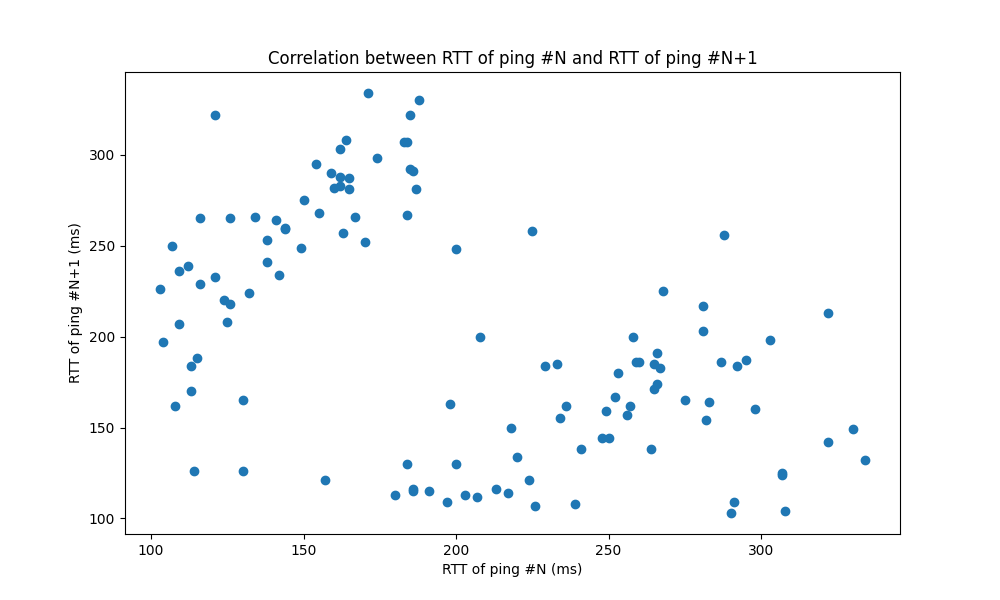 Correlation between RTT of ping #N and RTT of ping #N+1
RTT of ping #N+1 (ms)
300
250
200
150
100
100 150 200 250 300
RTT of ping #N (ms)